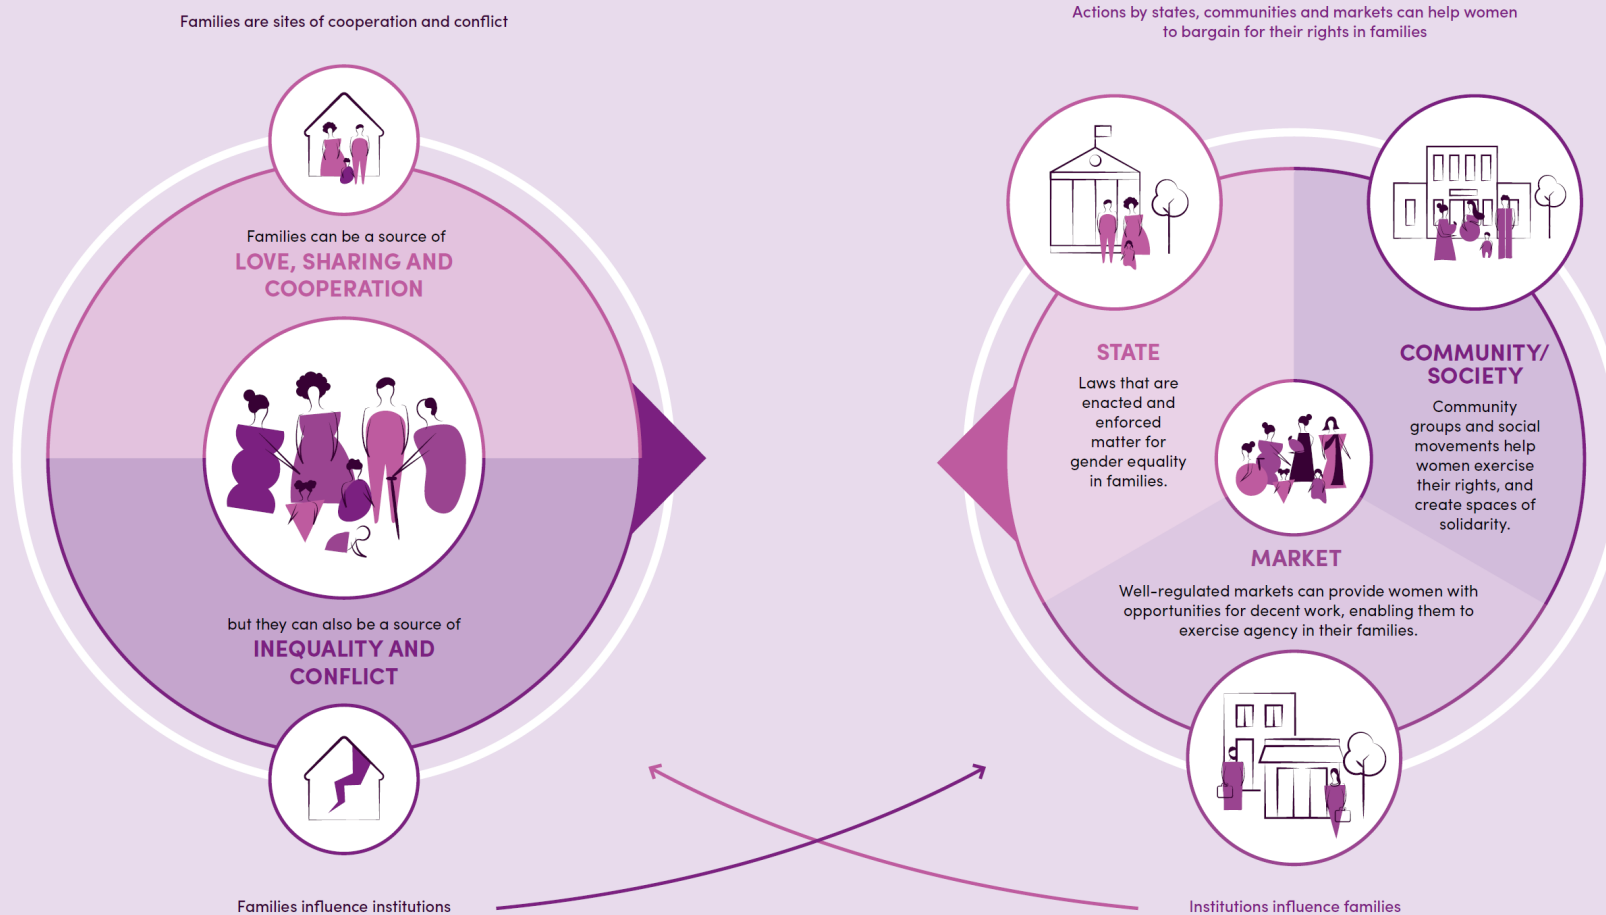 Families are sites of cooperation and conflict
Families can be a source of
LOVE, SHARING AND
COOPERATION
but they can also be a source of
INEQUALITY AND
CONFLICT
Families influence institutions
Actions by states, communities and markets can help women
to bargain for their rights in families
STATE
Laws that are
enacted and
enforced
matter for
gender equality
in families.
COMMUNITY/
SOCIETY
Community
groups and social
movements help
women exercise
their rights, and
create spaces of
solidarity.
MARKET
Well-regulated markets can provide women with
opportunities for decent work, enabling them to
exercise agency in their families.
Institutions influence families